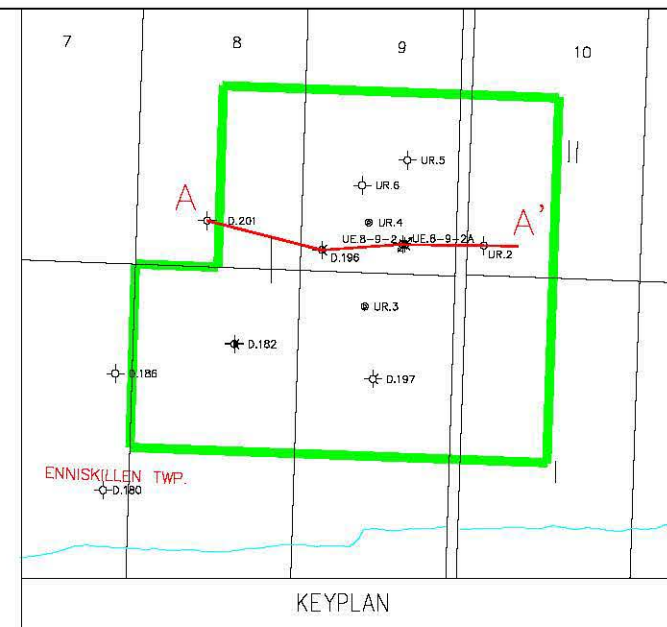 7
8
9
10
UR.5
II
UR.6
A
D.201
UR.4
A'
UE.8-9-2
UE.8-9-2A
D.196
UR.2
UR.3
D.182
D.186
D.197
ENNISKILLEN TWP.
I
D.180
KEYPLAN